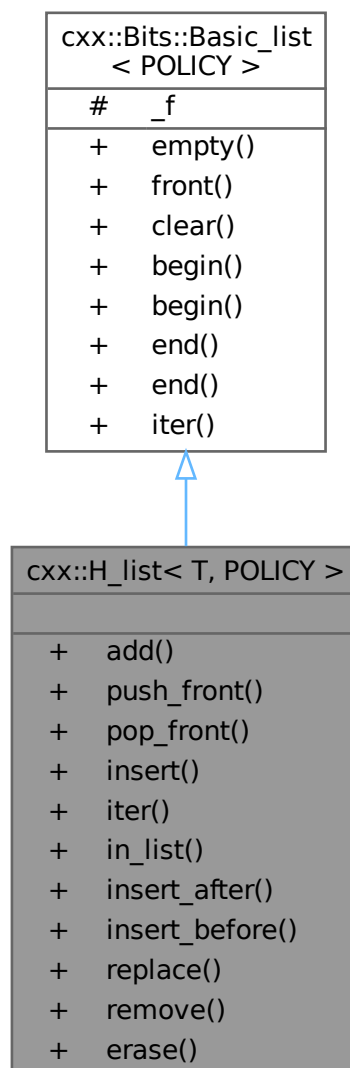 cxx::Bits::Basic_list
< POLICY >
# _f
+ empty()
+ front()
+ clear()
+ begin()
+ begin()
+ end()
+ end()
+ iter()
cxx::H_list< T, POLICY >
+ add()
+ push_front()
+ pop_front()
+ insert()
+ iter()
+ in_list()
+ insert_after()
+ insert_before()
+ replace()
+ remove()
+ erase()